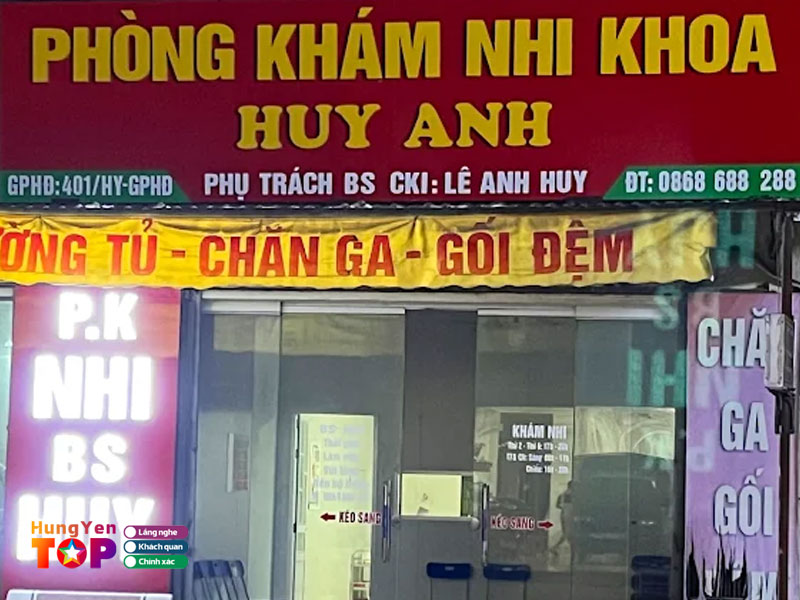 PHÒNG KHÁM NHI KHOA
HUY ANH
GPHĐ: 401/HY-GPHĐ
PHỤ TRÁCH BS CKI: LÊ ANH HUY
ĐT: 0868 688 288
ỜNG TỦ - CHĂN GA - GỐI ĐỆM
P.K
NHI
BS
HUY
CHĂ
GA
GỐI
KHÁM NHI
KÉO SANG
KÉO SANG
HungYen
TOP
Lắng nghe
Khách quan
Chính xác